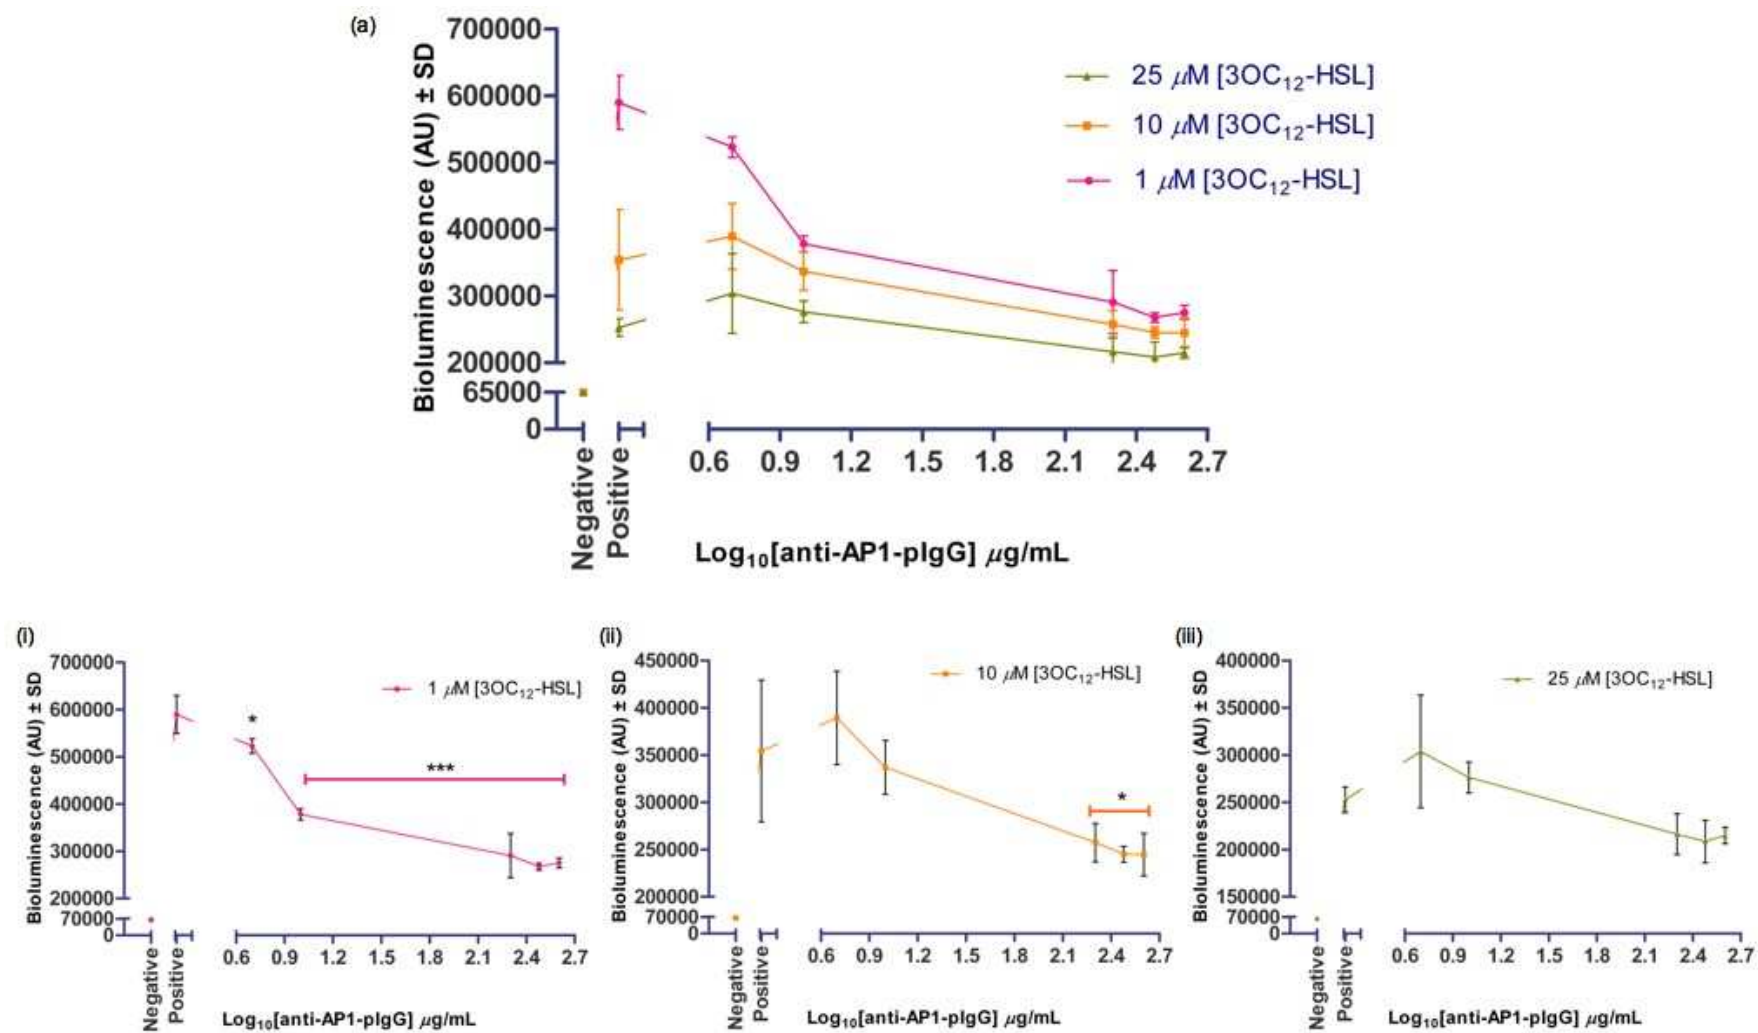 (a)
Bioluminescence (AU) ± SD
700000
600000
500000
400000
300000
200000
65000
0
25 μM [3OC₁₂-HSL]
10 μM [3OC₁₂-HSL]
1 μM [3OC₁₂-HSL]
Negative
Positive
0.6 0.9 1.2 1.5 1.8 2.1 2.4 2.7
Log₁₀[anti-AP1-pIgG] μg/mL
(i)
Bioluminescence (AU) ± SD
700000
600000
500000
400000
300000
200000
70000
0
1 μM [3OC₁₂-HSL]
*
***
Negative
Positive
0.6 0.9 1.2 1.5 1.8 2.1 2.4 2.7
Log₁₀[anti-AP1-pIgG] μg/mL
(ii)
Bioluminescence (AU) ± SD
450000
400000
350000
300000
250000
200000
70000
0
10 μM [3OC₁₂-HSL]
*
Negative
Positive
0.6 0.9 1.2 1.5 1.8 2.1 2.4 2.7
Log₁₀[anti-AP1-pIgG] μg/mL
(iii)
Bioluminescence (AU) ± SD
400000
350000
300000
250000
200000
150000
70000
0
25 μM [3OC₁₂-HSL]
Negative
Positive
0.6 0.9 1.2 1.5 1.8 2.1 2.4 2.7
Log₁₀[anti-AP1-pIgG] μg/mL